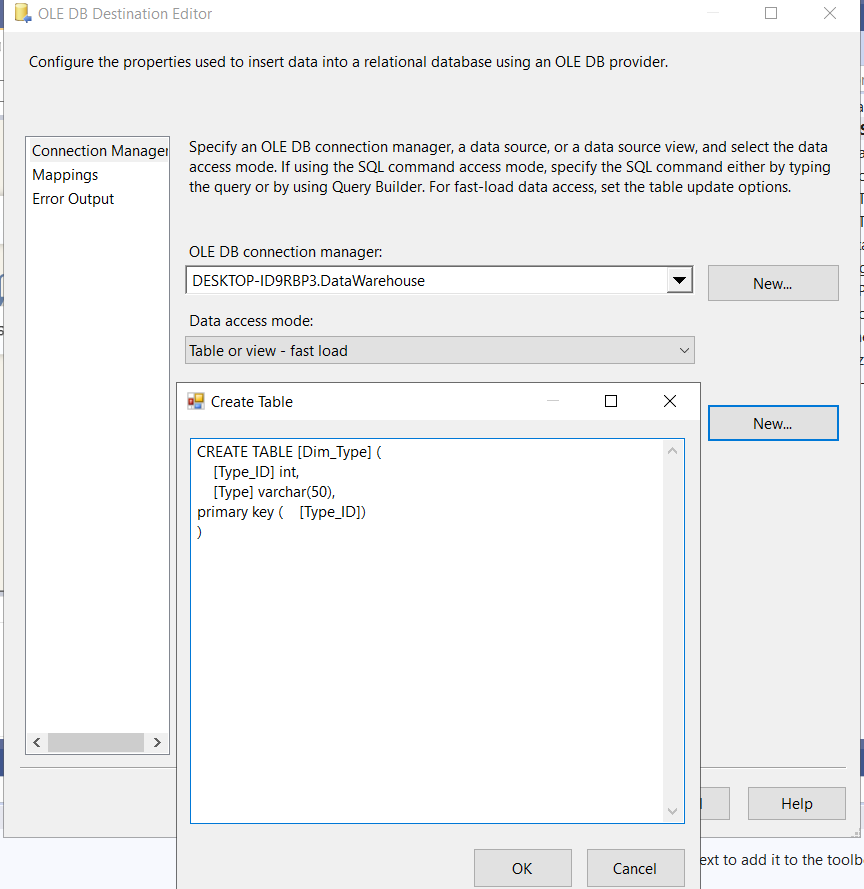 OLE DB Destination Editor
Configure the properties used to insert data into a relational database using an OLE DB provider.
Connection Manager
Mappings
Error Output
Specify an OLE DB connection manager, a data source, or a data source view, and select the data
access mode. If using the SQL command access mode, specify the SQL command either by typing
the query or by using Query Builder. For fast-load data access, set the table update options.
OLE DB connection manager:
DESKTOP-ID9RBP3.DataWarehouse
New...
Data access mode:
Table or view - fast load
Create Table
New...
CREATE TABLE [Dim_Type] (
[Type_ID] int,
[Type] varchar(50),
primary key (    [Type_ID])
)
Help
ext to add it to the toolb
OK
Cancel